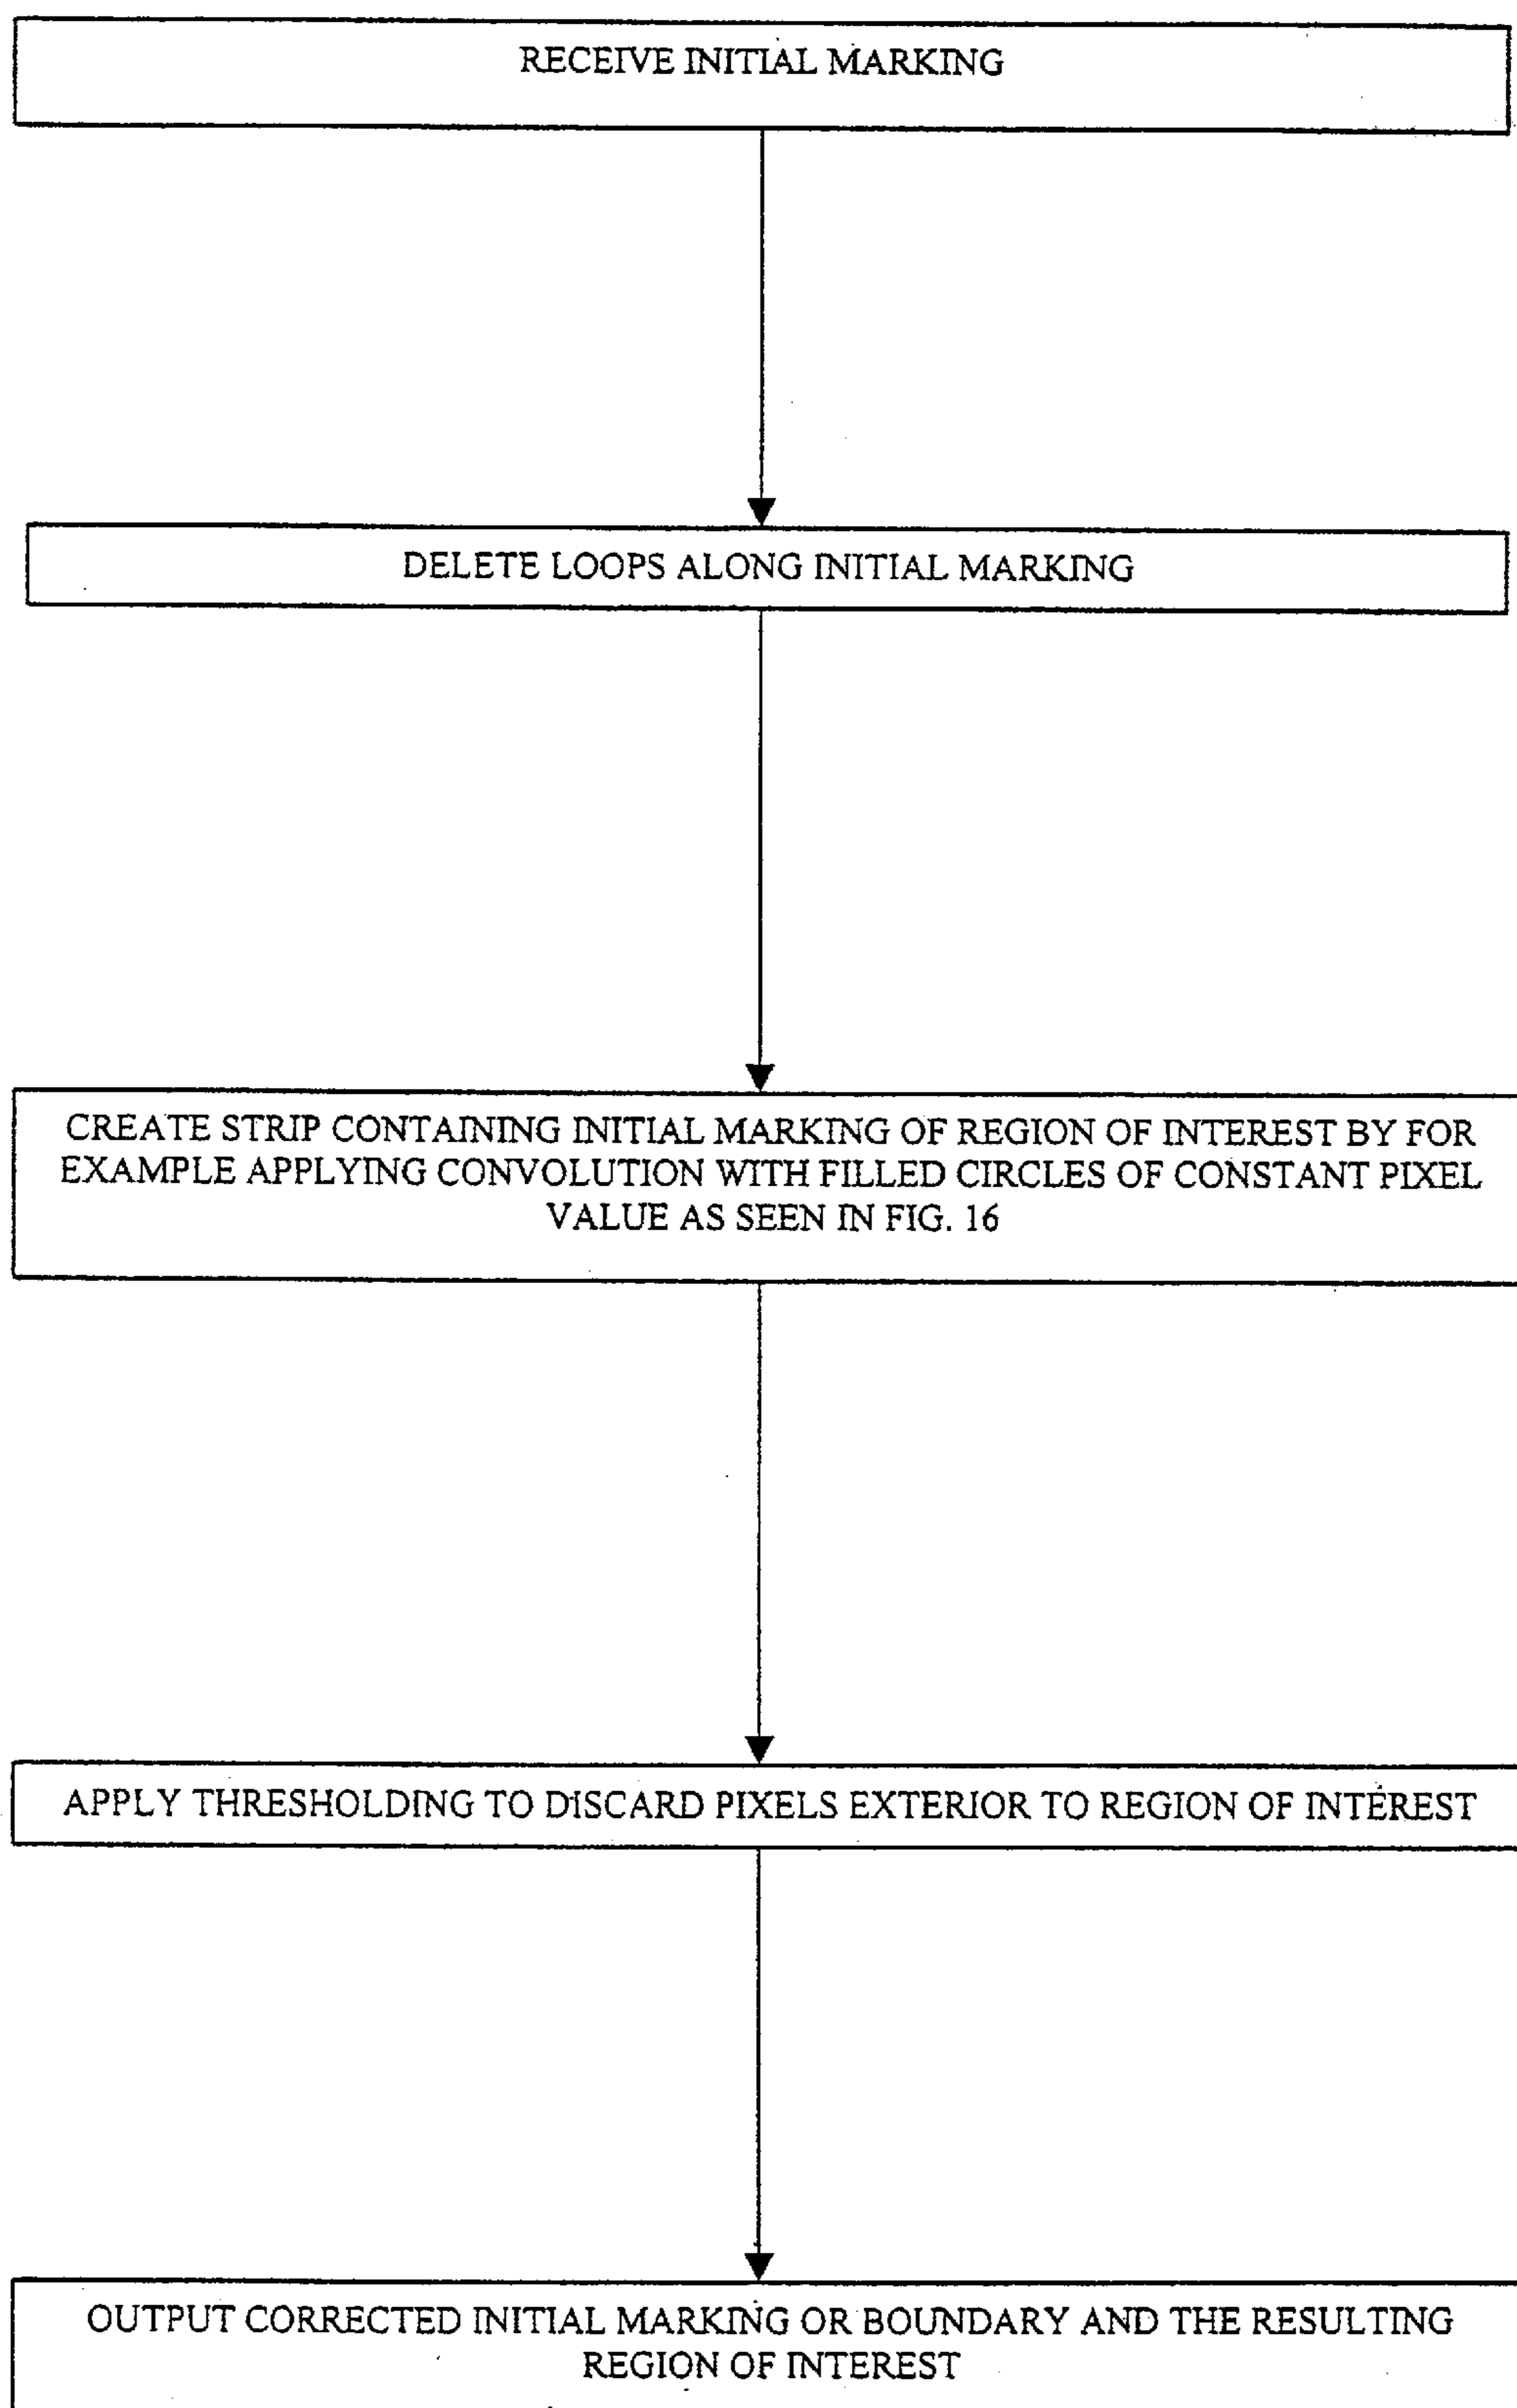 RECEIVE INITIAL MARKING
DELETE LOOPS ALONG INITIAL MARKING
CREATE STRIP CONTAINING INITIAL MARKING OF REGION OF INTEREST BY FOR
EXAMPLE APPLYING CONVOLUTION WITH FILLED CIRCLES OF CONSTANT PIXEL
VALUE AS SEEN IN FIG. 16
APPLY THRESHOLDING TO DISCARD PIXELS EXTERIOR TO REGION OF INTEREST
OUTPUT CORRECTED INITIAL MARKING OR BOUNDARY AND THE RESULTING
REGION OF INTEREST